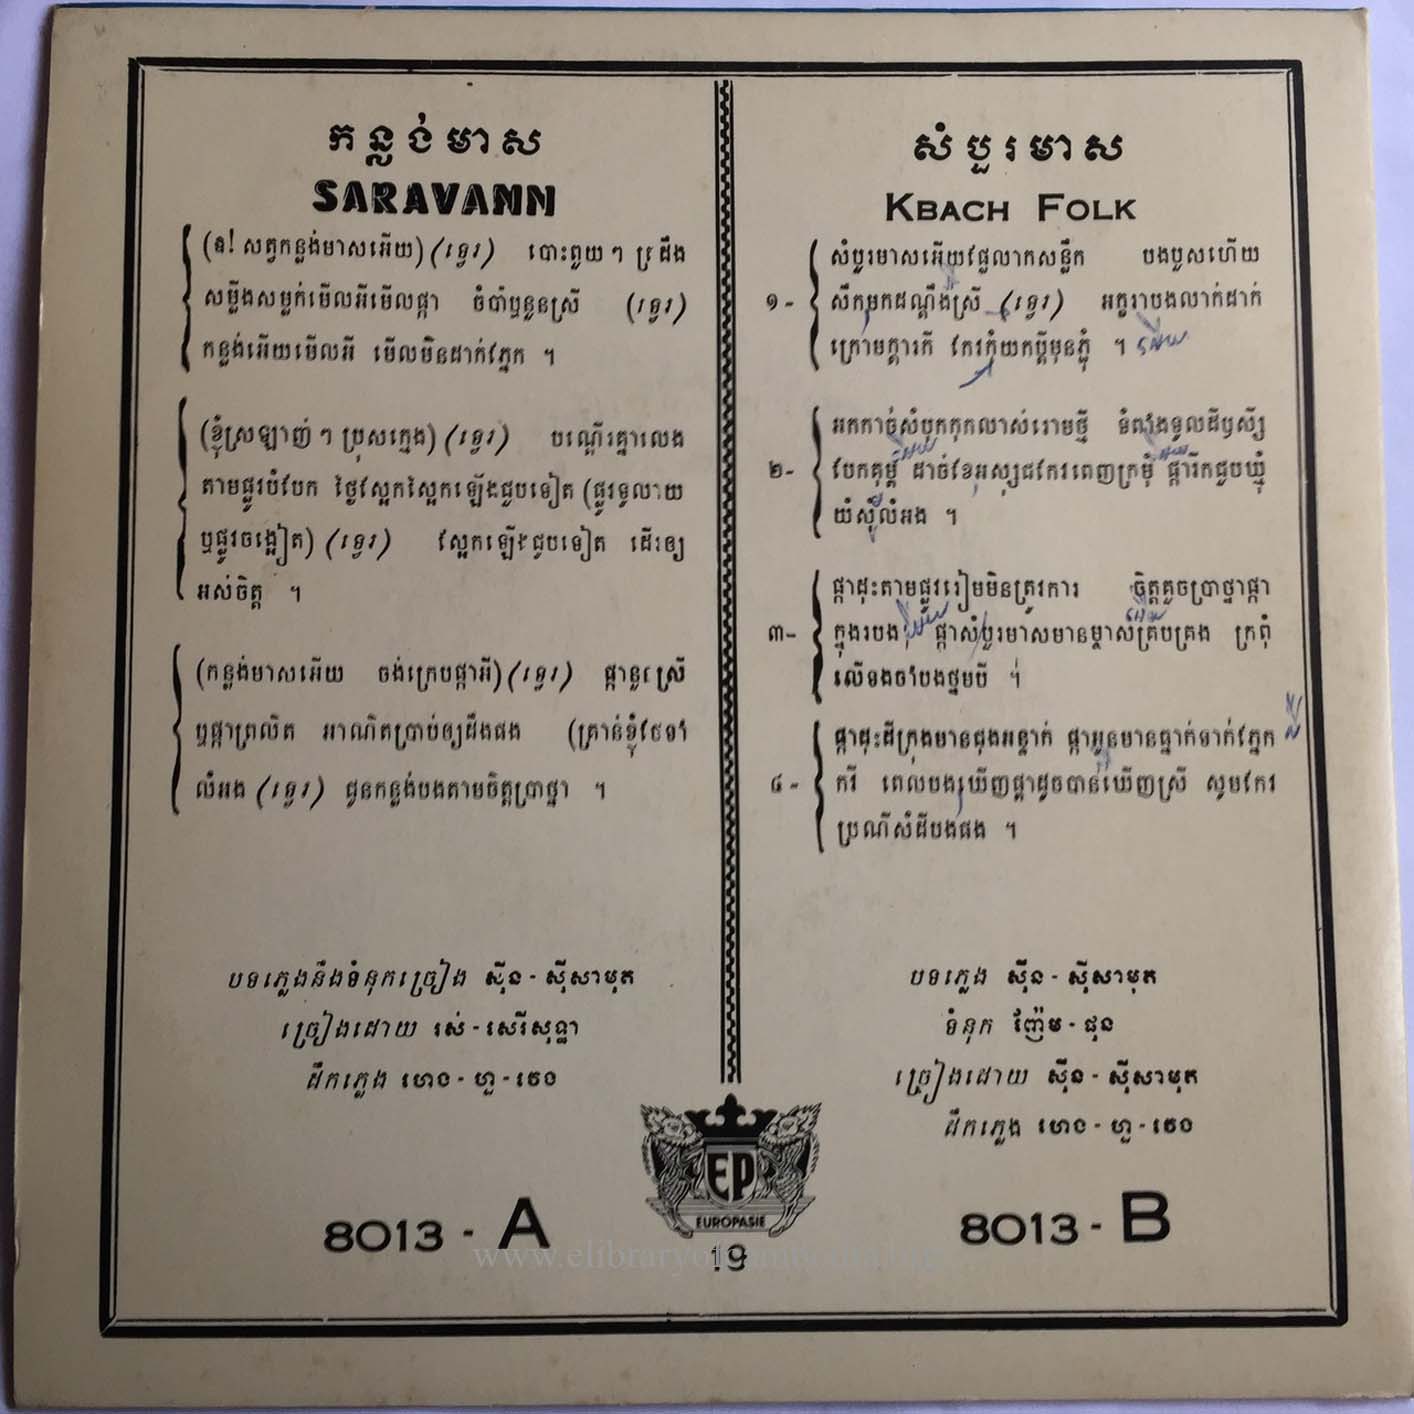 កន្លង់មាស
SARAVANN
(ឧ! សត្វកន្លង់មាសអើយ) (ទ្វេរ) បោះពួយៗ
សម្លឹងសម្លក់មើលអីមើលផ្កា ចំប៉ាឬនួនស្រី (ទ្វេរ)
កន្លង់អើយមើលអី មើលមិនដាក់ភ្នែក ។
(ខ្ញុំស្រឡាញ់ៗ ប្រុសក្មេង) (ទ្វេរ) បណ្ដើរគ្នាលេង
តាមផ្លូវបំបែក ថ្ងៃស្អែកស្អែកឡើងជួបទៀត (ផ្លូវទូលាយ
ឬផ្លូវចង្អៀត) (ទ្វេរ) ស្អែកឡើងជួបទៀត ដើរឲ្យ
អស់ចិត្ត ។
(កន្លង់មាសអើយ ចង់ក្រេបផ្កាអី) (ទ្វេរ) ផ្កានួនស្រី
ឬផ្កាព្រលិត អាណិតប្រាប់ឲ្យដឹងផង (គ្រាន់ខ្ញុំថែទាំ
លំអង (ទ្វេរ) ជូនកន្លង់បងតាមចិត្តប្រាថ្នា ។
បទភ្លេងនឹងទំនុកច្រៀង ស៊ីន - ស៊ីសាមុត
ច្រៀងដោយ រស់ - សេរីសុទ្ធា
ដឹកភ្លេង ហេង - ហួ - តេង
8013 - A
សំបួរមាស
KBACH FOLK
សំបួរមាសអើយផ្លែលាកសន្លឹក បងបួសហើយ
១- សឹកមកដណ្ដឹងស្រី (ទ្វេរ) អក្ខរាបងលាក់ដាក់
ក្រោមក្ដារកី កែវកុំយកប្ដីមុនភ្ជុំ ។ អើយ
អកកាច់សំបុកកុកលាស់រោមថ្មី ទំពាំងទូលដីឫស្សី
២- បែកគុម្ព ដាច់ខែអស្សុជកែវពេញក្រមុំ ផ្ការីកជួបឃ្មុំ
យំសុំលំអង ។
ផ្កាដុះតាមផ្លូវរៀមមិនត្រូវការ ចិត្តគួចប្រាថ្នាផ្កា
៣- ក្នុងរបង ផ្កាសំបួរមាសមានម្ចាស់គ្រប់គ្រង ក្រពុំ
លើទងចាំបងថ្នមបី ។
ផ្កាដុះដីក្រុងមានដុងអន្ទាក់ ផ្កាអូនមានធ្នាក់ទាក់ភ្នែក
៤- កវី ពេលបងឃើញផ្កាដូចបានឃើញស្រី សូមកែវ
ប្រណីសំដីបងផង ។
បទភ្លេង ស៊ីន - ស៊ីសាមុត
ទំនុក ញ៉ែម - ផុន
ច្រៀងដោយ ស៊ីន - ស៊ីសាមុត
ដឹកភ្លេង ហេង - ហួ - តេង
8013 - B
EP
EUROPASIE
19